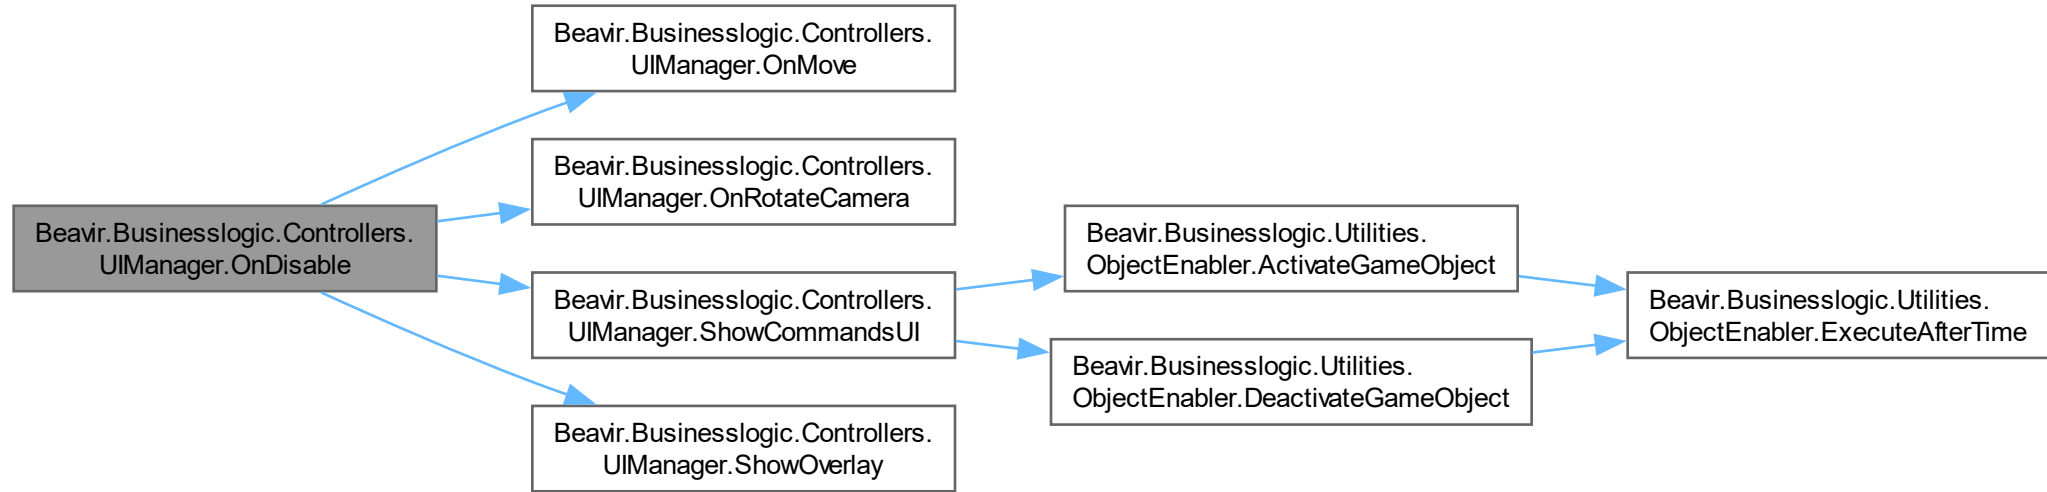 Beavir.Businesslogic.Controllers.
UIManager.OnDisable
Beavir.Businesslogic.Controllers.
UIManager.OnMove
Beavir.Businesslogic.Controllers.
UIManager.OnRotateCamera
Beavir.Businesslogic.Controllers.
UIManager.ShowCommandsUI
Beavir.Businesslogic.Controllers.
UIManager.ShowOverlay
Beavir.Businesslogic.Utilities.
ObjectEnabler.ActivateGameObject
Beavir.Businesslogic.Utilities.
ObjectEnabler.DeactivateGameObject
Beavir.Businesslogic.Utilities.
ObjectEnabler.ExecuteAfterTime